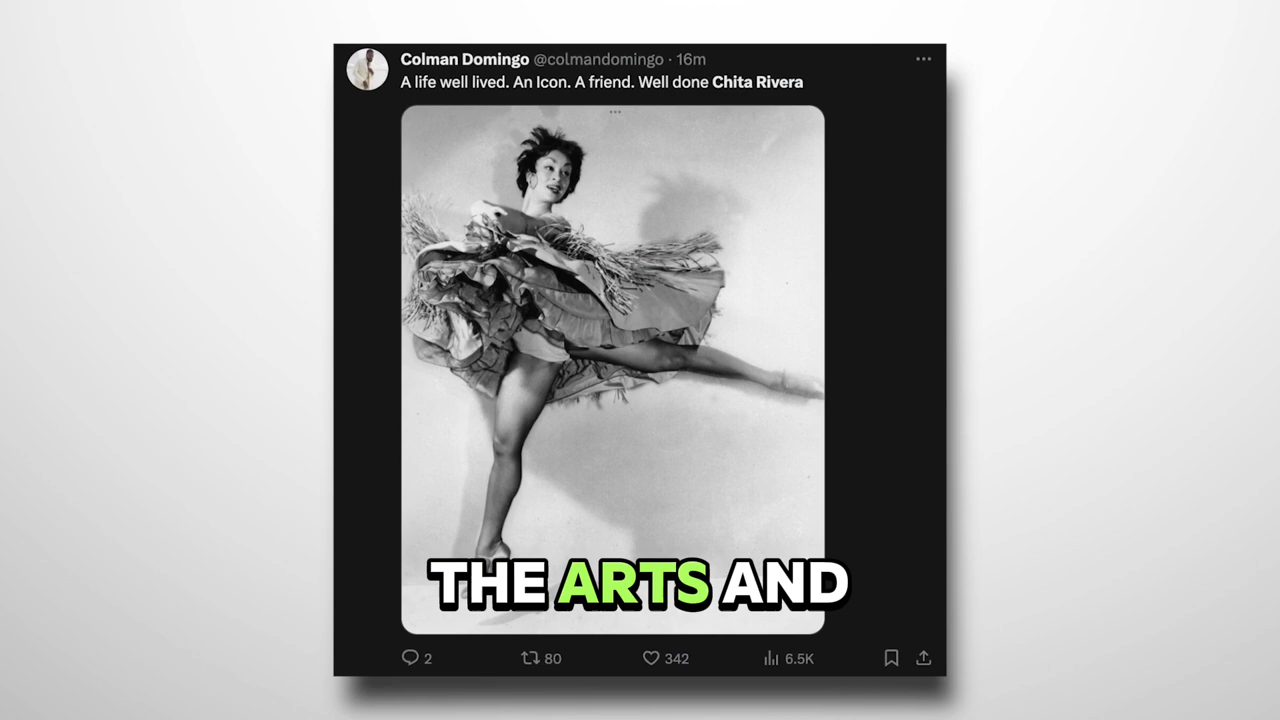 Colman Domingo @colmandomingo · 16m
A life well lived. An Icon. A friend. Well done Chita Rivera
THE ARTS AND
2 80 342 6.5K